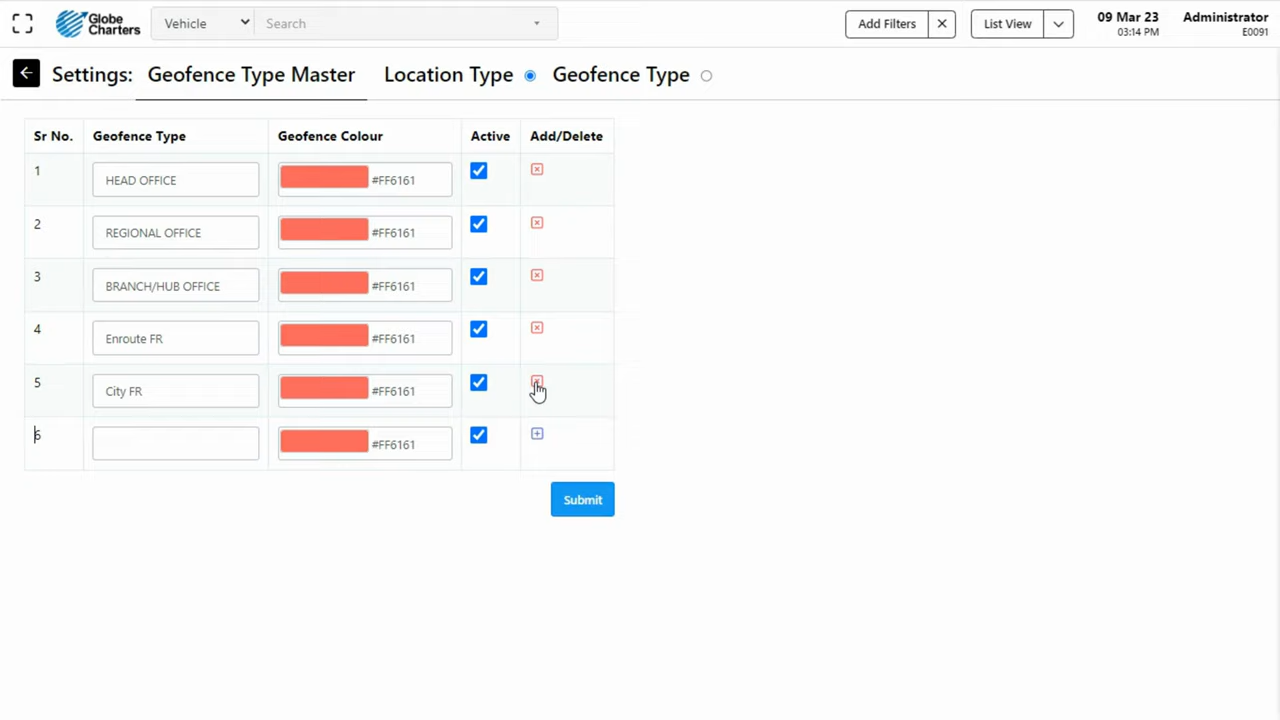 Globe Charters
Vehicle
Search
Add Filters
List View
09 Mar 23
03:14 PM
Administrator
E0091
Settings: Geofence Type Master Location Type Geofence Type
Sr No. Geofence Type Geofence Colour Active Add/Delete
1 HEAD OFFICE #FF6161
2 REGIONAL OFFICE #FF6161
3 BRANCH/HUB OFFICE #FF6161
4 Enroute FR #FF6161
5 City FR #FF6161
6 #FF6161
Submit